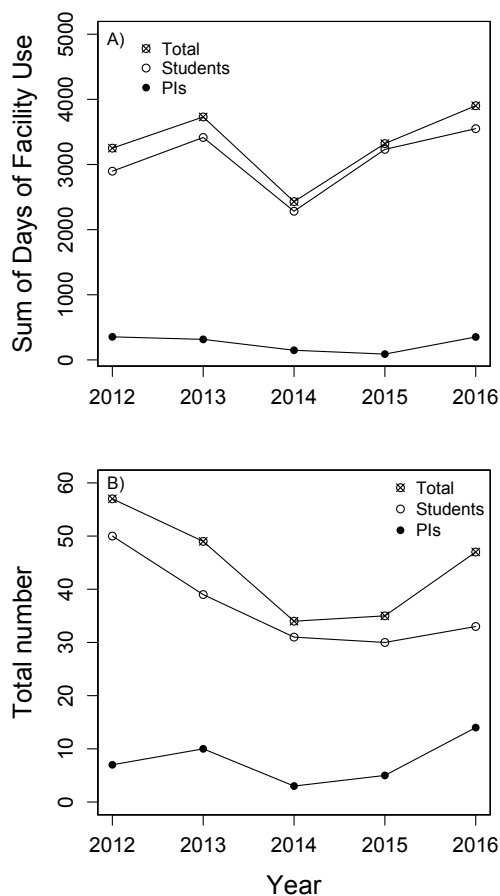 A)
Total
Students
PIs
Sum of Days of Facility Use
5000
4000
3000
2000
1000
0
2012 2013 2014 2015 2016
B)
Total
Students
PIs
Total number
60
50
40
30
20
10
0
2012 2013 2014 2015 2016
Year